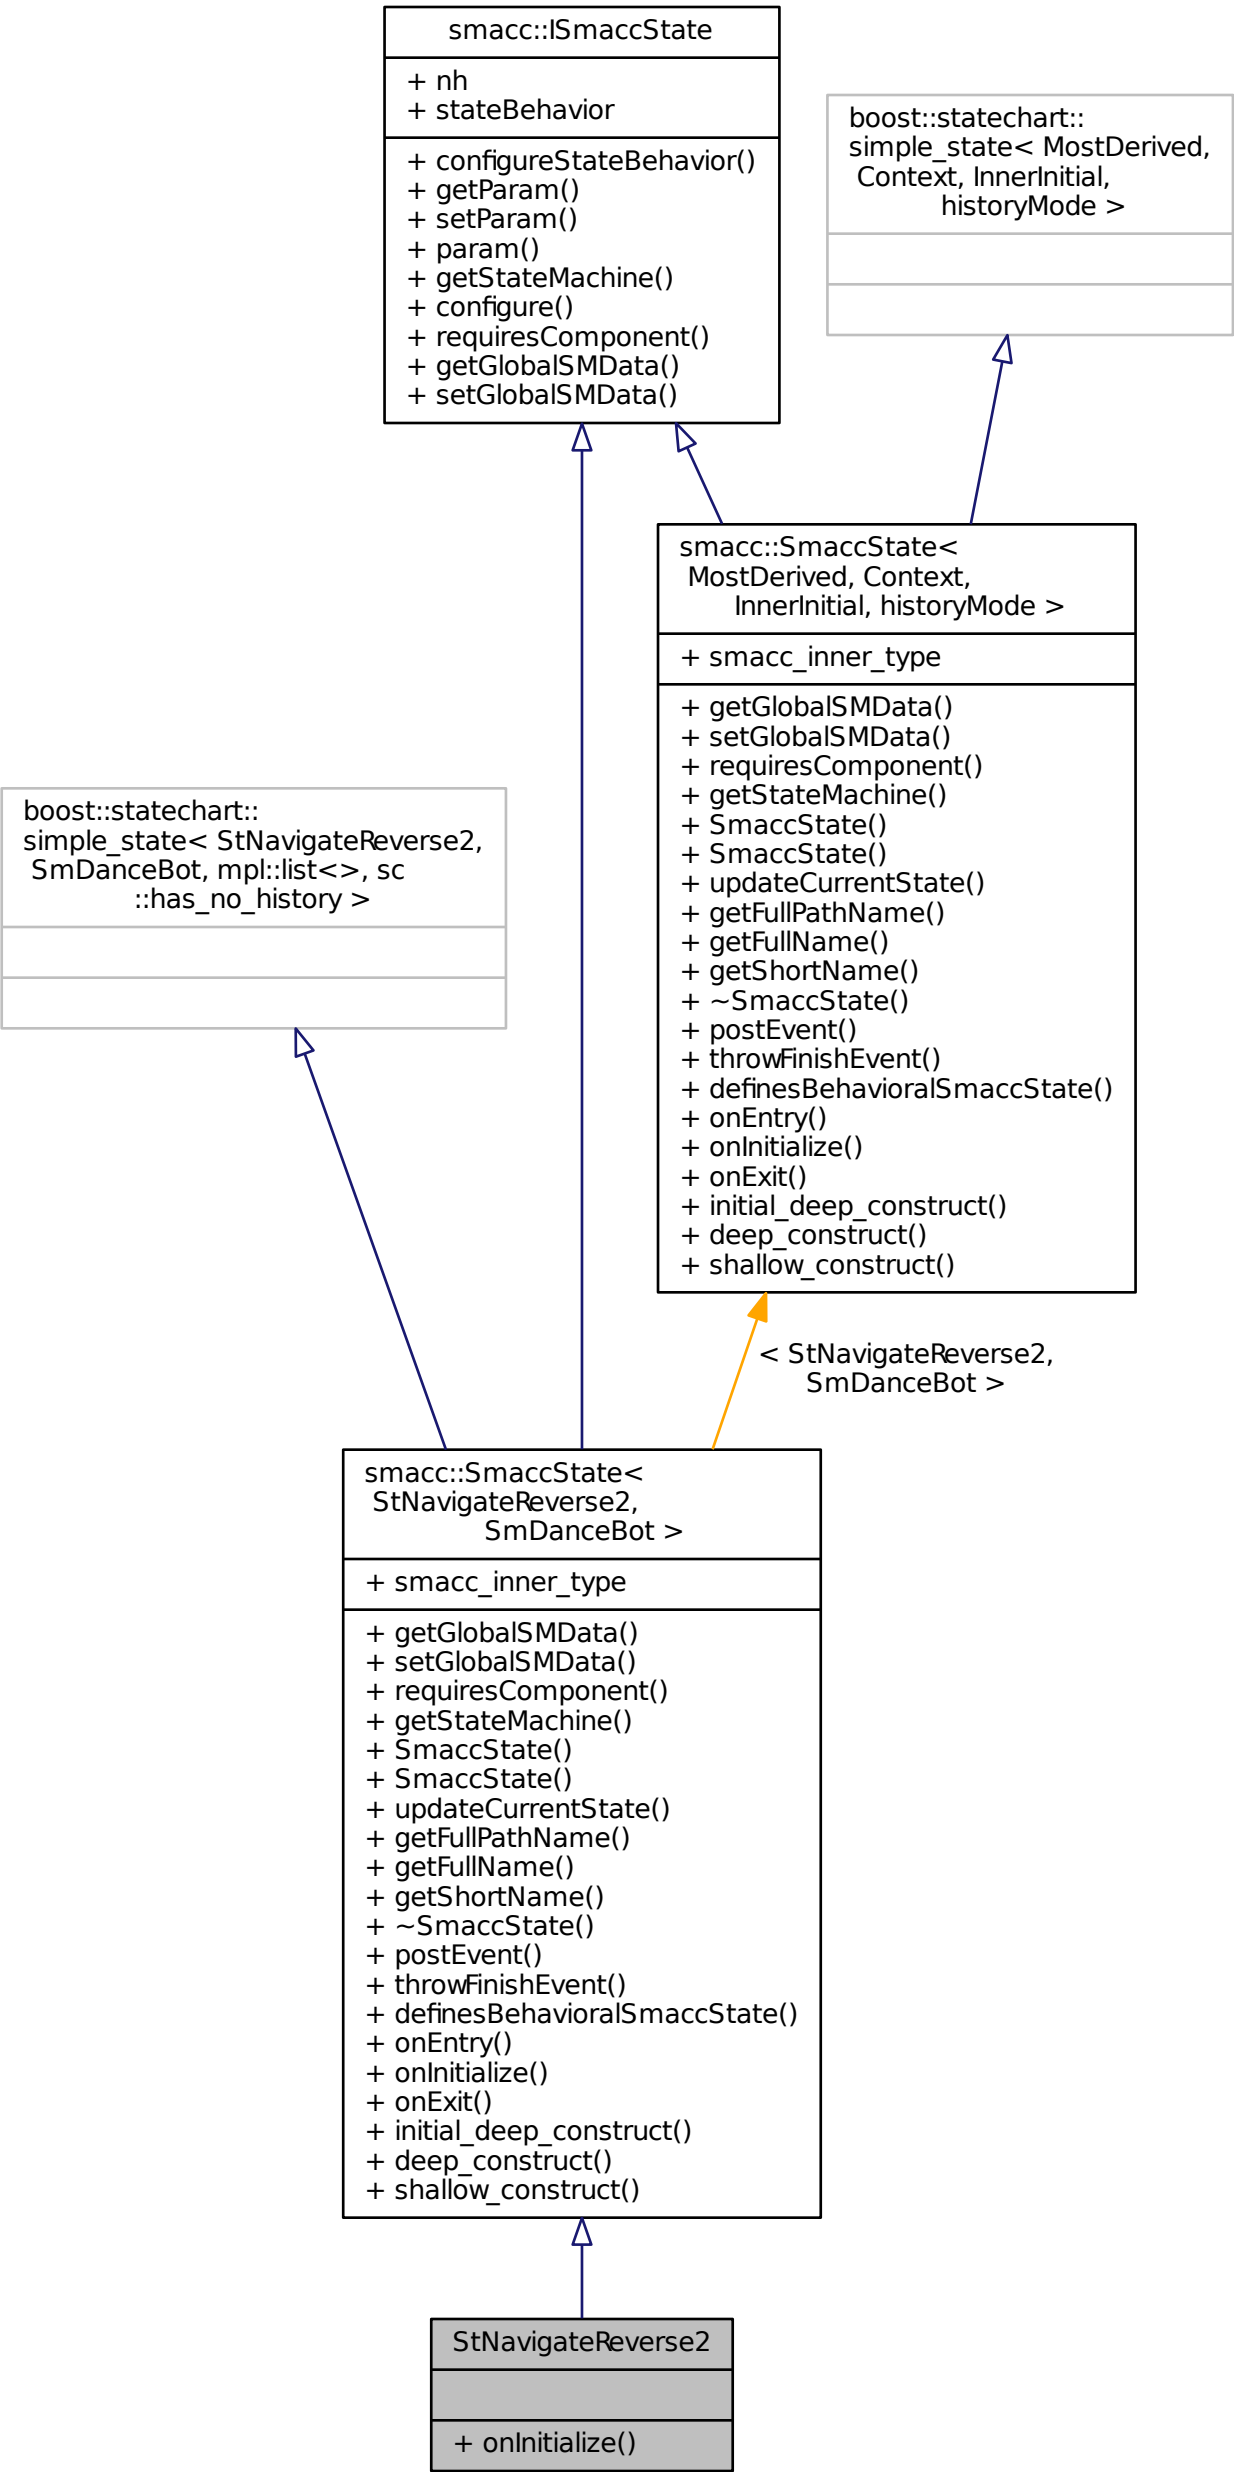 smacc::ISmaccState
+ nh
+ stateBehavior
+ configureStateBehavior()
+ getParam()
+ setParam()
+ param()
+ getStateMachine()
+ configure()
+ requiresComponent()
+ getGlobalSMData()
+ setGlobalSMData()
boost::statechart::
simple_state< MostDerived,
Context, InnerInitial,
historyMode >
smacc::SmaccState<
MostDerived, Context,
InnerInitial, historyMode >
+ smacc_inner_type
+ getGlobalSMData()
+ setGlobalSMData()
+ requiresComponent()
+ getStateMachine()
+ SmaccState()
+ SmaccState()
+ updateCurrentState()
+ getFullPathName()
+ getFullName()
+ getShortName()
+ ~SmaccState()
+ postEvent()
+ throwFinishEvent()
+ definesBehavioralSmaccState()
+ onEntry()
+ onInitialize()
+ onExit()
+ initial_deep_construct()
+ deep_construct()
+ shallow_construct()
boost::statechart::
simple_state< StNavigateReverse2,
SmDanceBot, mpl::list<>, sc
::has_no_history >
< StNavigateReverse2,
SmDanceBot >
smacc::SmaccState<
StNavigateReverse2,
SmDanceBot >
+ smacc_inner_type
+ getGlobalSMData()
+ setGlobalSMData()
+ requiresComponent()
+ getStateMachine()
+ SmaccState()
+ SmaccState()
+ updateCurrentState()
+ getFullPathName()
+ getFullName()
+ getShortName()
+ ~SmaccState()
+ postEvent()
+ throwFinishEvent()
+ definesBehavioralSmaccState()
+ onEntry()
+ onInitialize()
+ onExit()
+ initial_deep_construct()
+ deep_construct()
+ shallow_construct()
StNavigateReverse2
+ onInitialize()